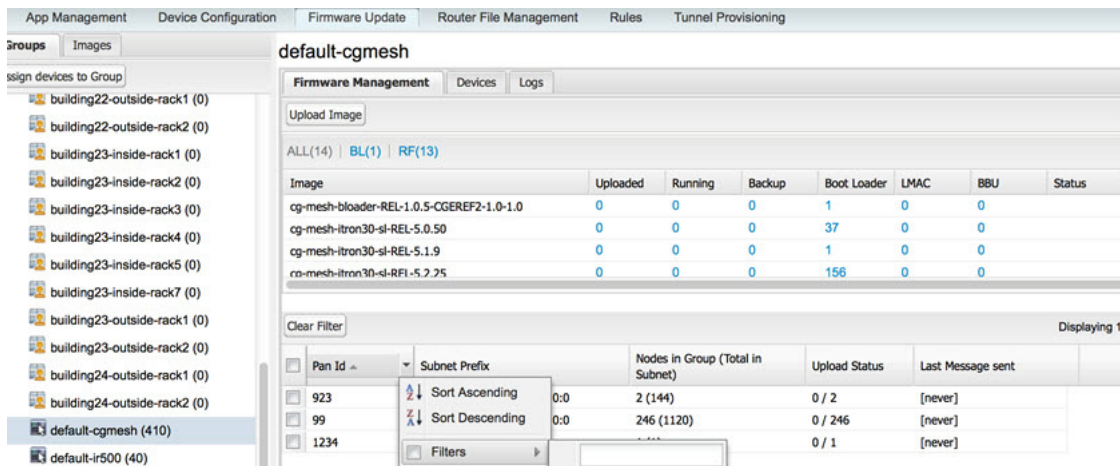 App Management Device Configuration Firmware Update Router File Management Rules Tunnel Provisioning
Groups Images
Assign devices to Group
building22-outside-rack1 (0)
building22-outside-rack2 (0)
building23-inside-rack1 (0)
building23-inside-rack2 (0)
building23-inside-rack3 (0)
building23-inside-rack4 (0)
building23-inside-rack5 (0)
building23-inside-rack7 (0)
building23-outside-rack1 (0)
building23-outside-rack2 (0)
building24-outside-rack1 (0)
building24-outside-rack2 (0)
default-cgmesh (410)
default-ir500 (40)
default-cgmesh
Firmware Management Devices Logs
Upload Image
ALL(14) | BL(1) | RF(13)
Image Uploaded Running Backup Boot Loader LMAC BBU Status
cg-mesh-bloader-REL-1.0.5-CGEREF2-1.0-1.0 0 0 0 1 0 0
cg-mesh-itron30-sl-REL-5.0.50 0 0 0 37 0 0
cg-mesh-itron30-sl-REL-5.1.9 0 0 0 1 0 0
cg-mesh-itron30-sl-REL-5.2.25 0 0 0 156 0 0
Clear Filter Displaying 1
Pan Id Subnet Prefix Nodes in Group (Total in Subnet) Upload Status Last Message sent
923 0:0 2 (144) 0 / 2 [never]
99 0:0 246 (1120) 0 / 246 [never]
1234 0 / 1 [never]
Sort Ascending
Sort Descending
Filters